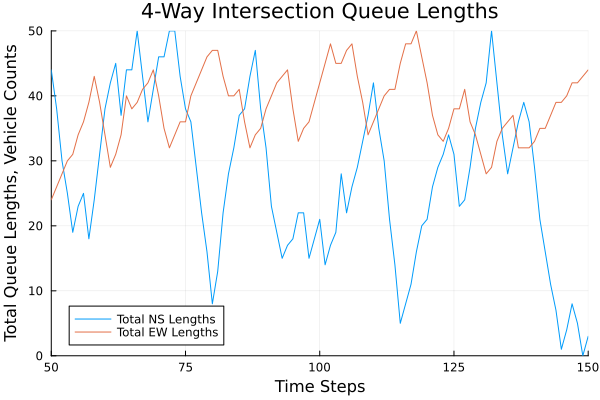 4-Way Intersection Queue Lengths
Total Queue Lengths, Vehicle Counts
50
40
30
20
10
0
Total NS Lengths
Total EW Lengths
50 75 100 125 150
Time Steps